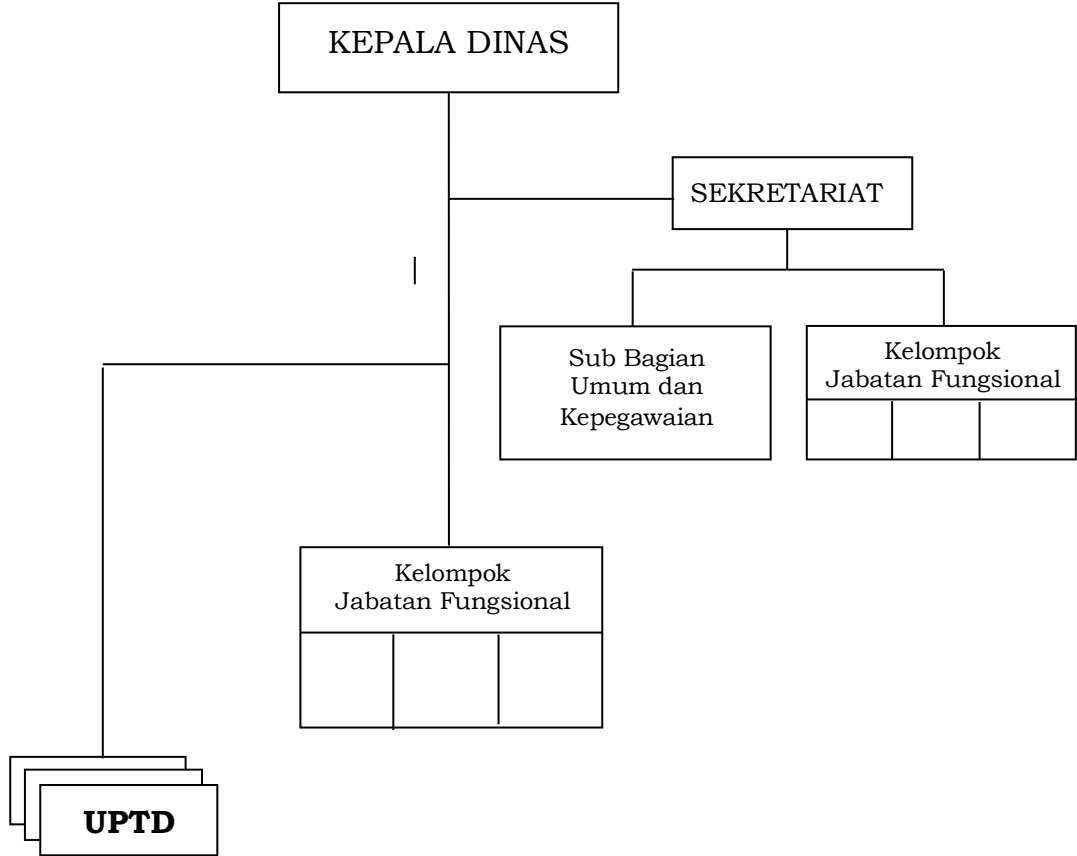 KEPALA DINAS
SEKRETARIAT
Sub Bagian
Umum dan
Kepegawaian
Kelompok
Jabatan Fungsional
Kelompok
Jabatan Fungsional
UPTD